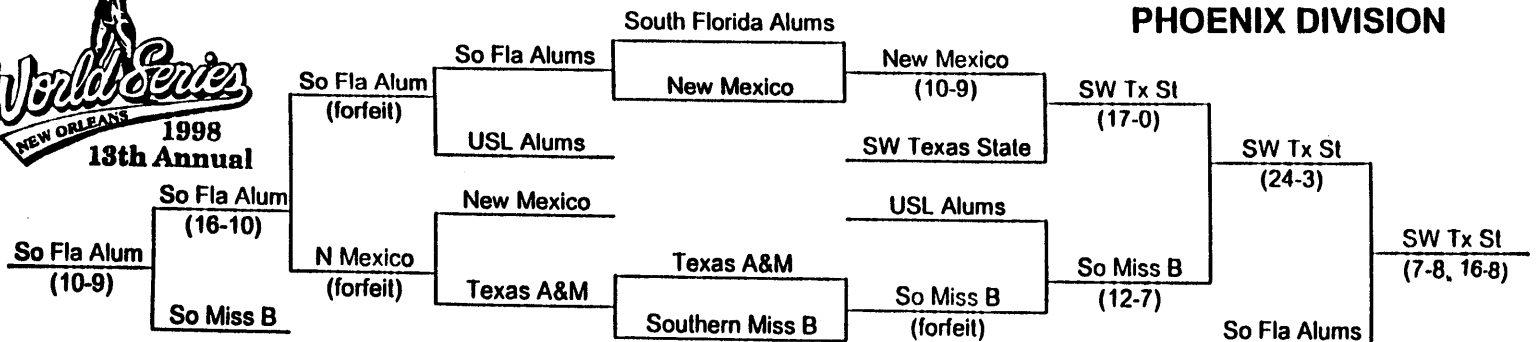 World Series
NEW ORLEANS
1998
13th Annual
PHOENIX DIVISION
South Florida Alums
New Mexico
So Fla Alums
USL Alums
So Fla Alum
(forfeit)
New Mexico
(10-9)
SW Texas State
SW Tx St
(17-0)
SW Tx St
(24-3)
So Fla Alum
(16-10)
New Mexico
USL Alums
So Fla Alum
(10-9)
N Mexico
(forfeit)
Texas A&M
Texas A&M
Southern Miss B
So Miss B
(forfeit)
So Miss B
(12-7)
SW Tx St
(7-8, 16-8)
So Miss B
So Fla Alums